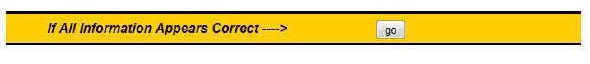 If All Information Appears Correct ---->
go